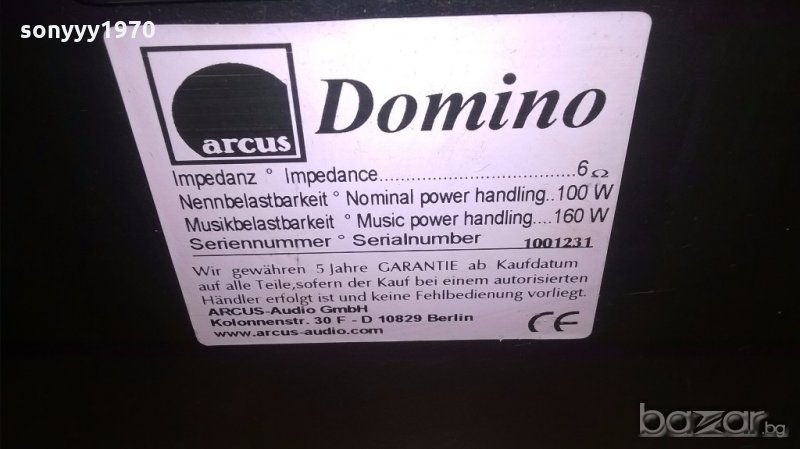 sonyyy1970
arcus
Domino
Impedanz ° Impedance.....................................6Ω
Nennbelastbarkeit ° Nominal power handling..100 W
Musikbelastbarkeit ° Music power handling....160 W
Seriennummer ° Serialnumber 1001231
Wir gewähren 5 Jahre GARANTIE ab Kaufdatum
auf alle Teile,sofern der Kauf bei einem autorisierten
Händler erfolgt ist und keine Fehlbedienung vorliegt.
ARCUS-Audio GmbH
Kolonnenstr. 30 F - D 10829 Berlin
www.arcus-audio.com
CE
bazar.bg